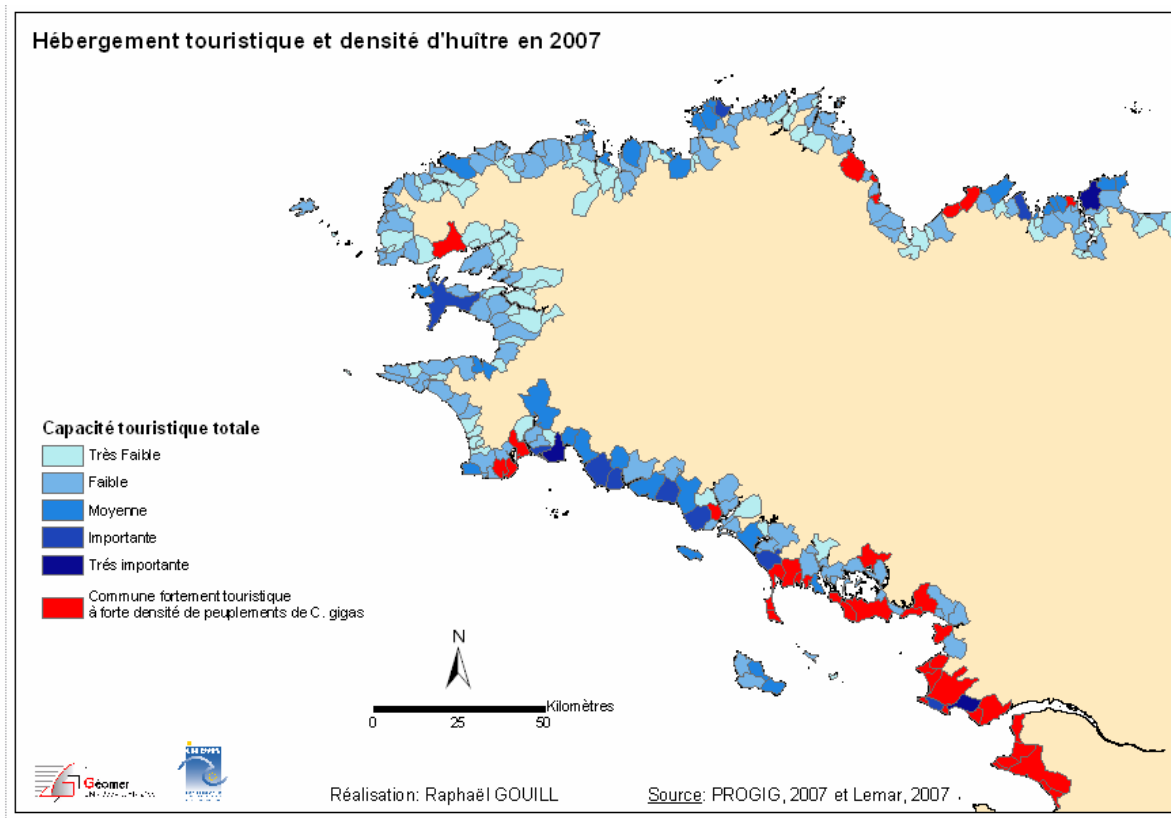 Hébergement touristique et densité d'huître en 2007
Capacité touristique totale
Très Faible
Faible
Moyenne
Importante
Trés importante
Commune fortement touristique
à forte densité de peuplements de C. gigas
N
Kilomètres
0 25 50
Géomer
Réalisation: Raphaël GOUILL
Source: PROGIG, 2007 et Lemar, 2007